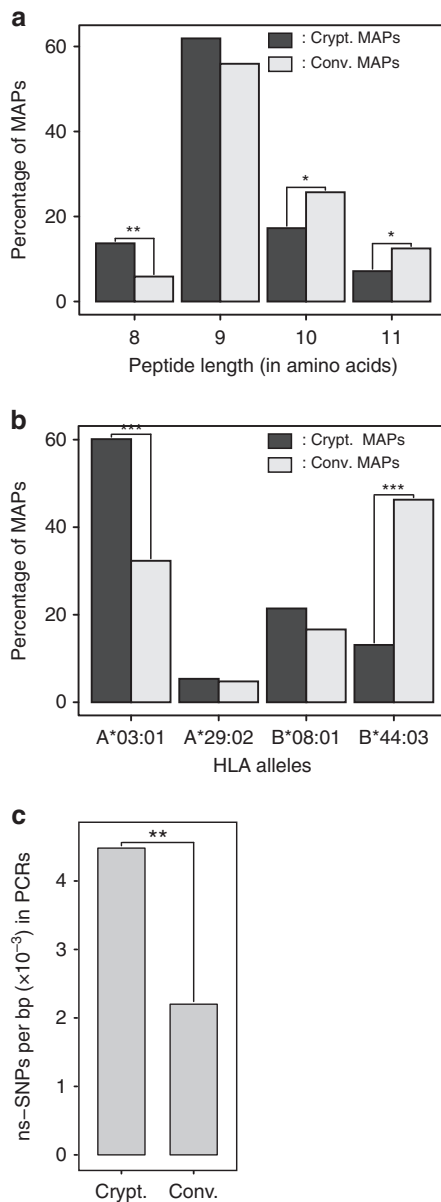 a
Percentage of MAPs
60
40
20
0
: Crypt. MAPs
: Conv. MAPs
**
*
*
8 9 10 11
Peptide length (in amino acids)
b
Percentage of MAPs
60
40
20
0
: Crypt. MAPs
: Conv. MAPs
***
***
A*03:01 A*29:02 B*08:01 B*44:03
HLA alleles
c
ns–SNPs per bp (×10⁻³) in PCRs
4
3
2
1
0
**
Crypt. Conv.